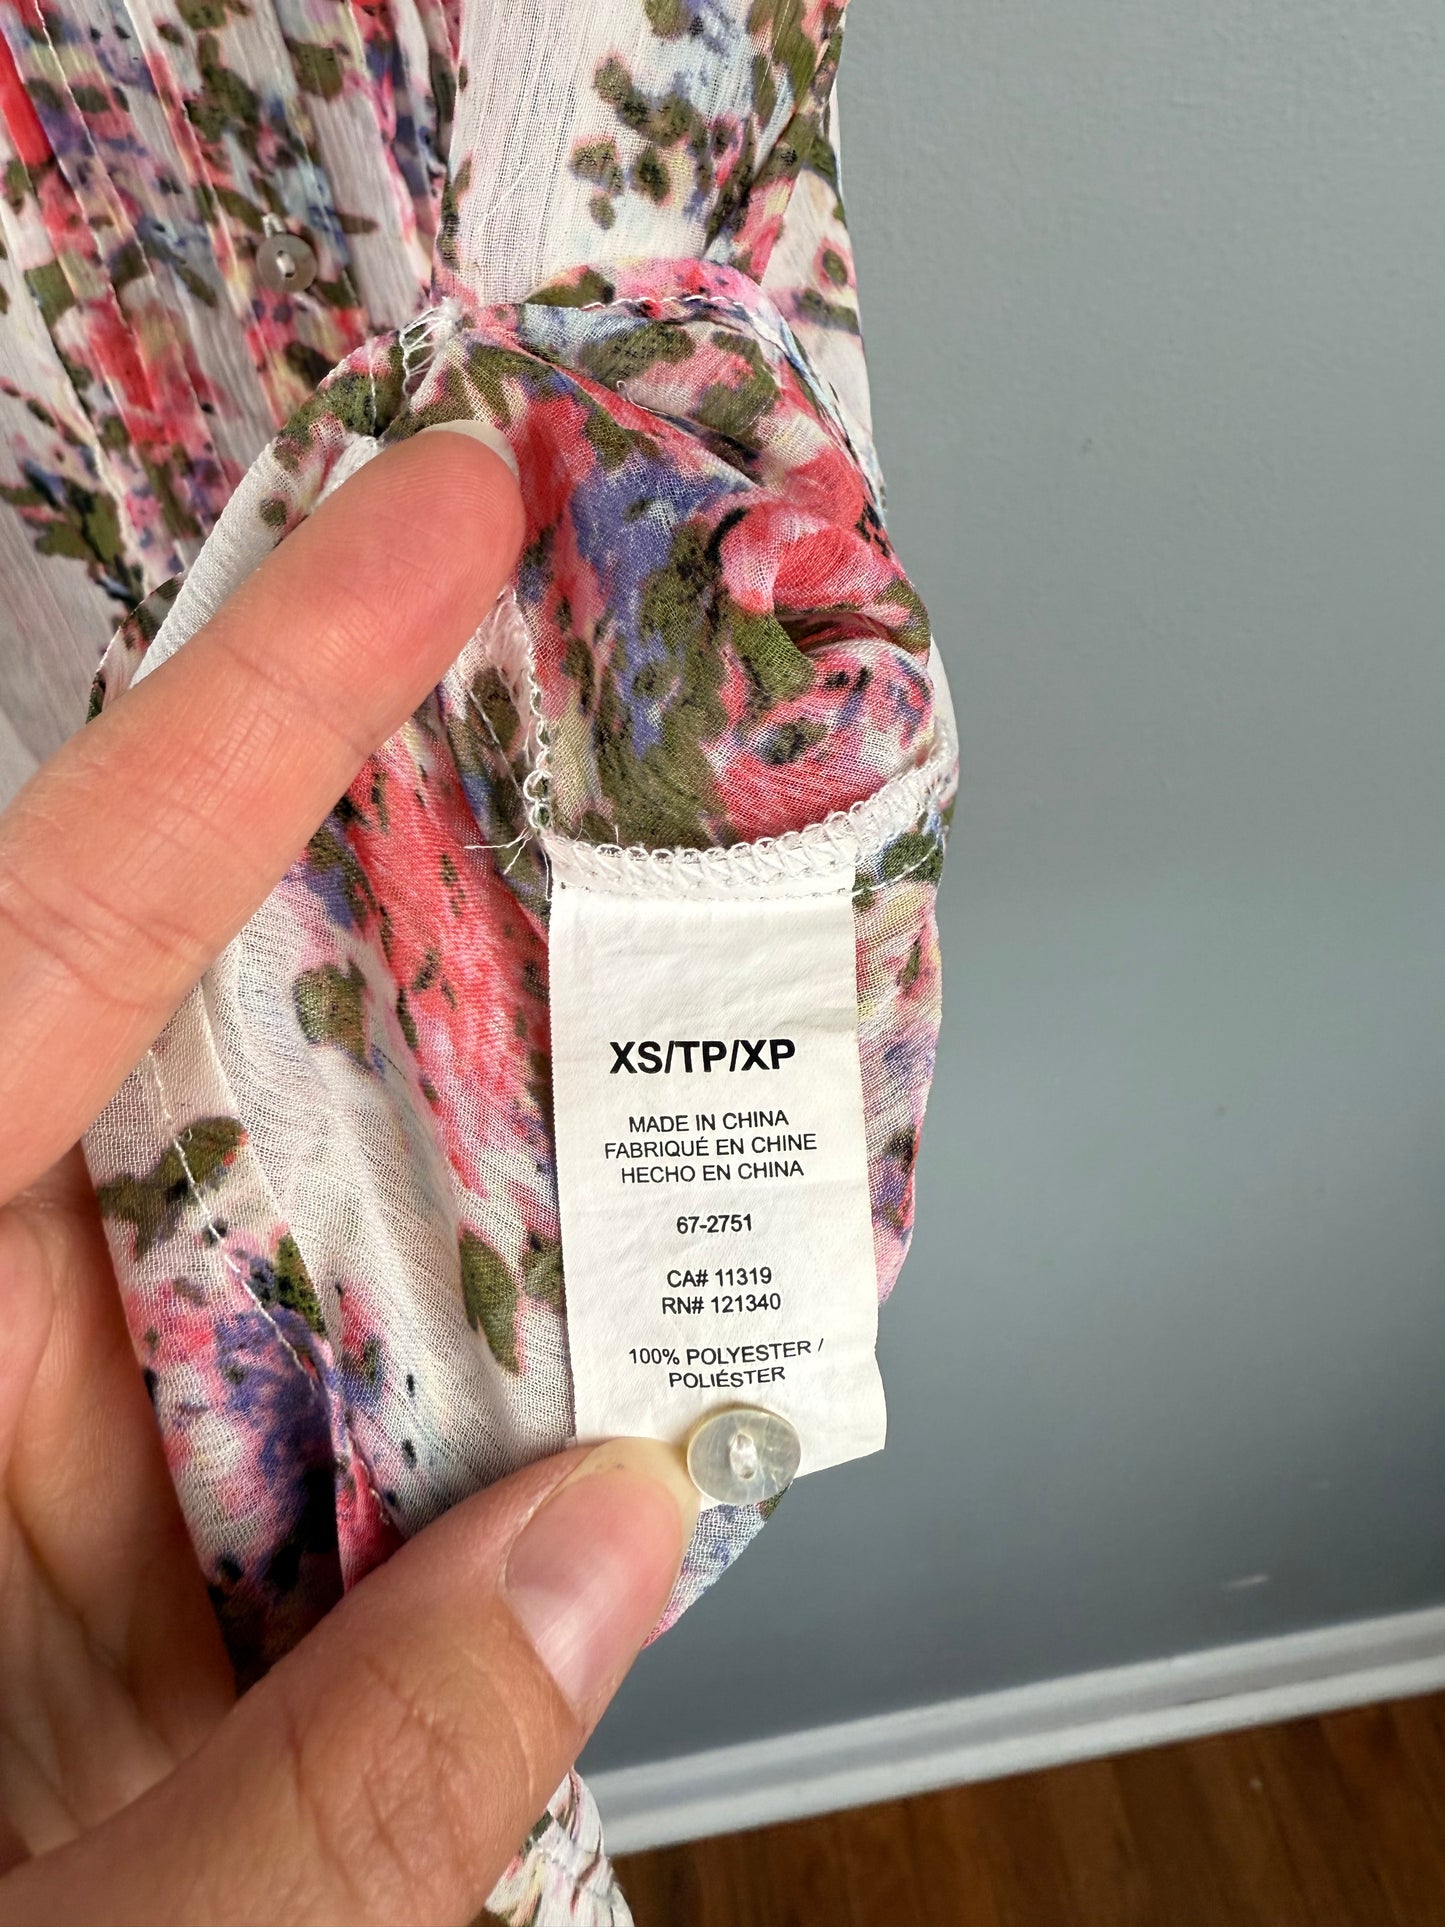 XS/TP/XP
MADE IN CHINA
FABRIQUÉ EN CHINE
HECHO EN CHINA
67-2751
CA# 11319
RN# 121340
100% POLYESTER /
POLIÉSTER